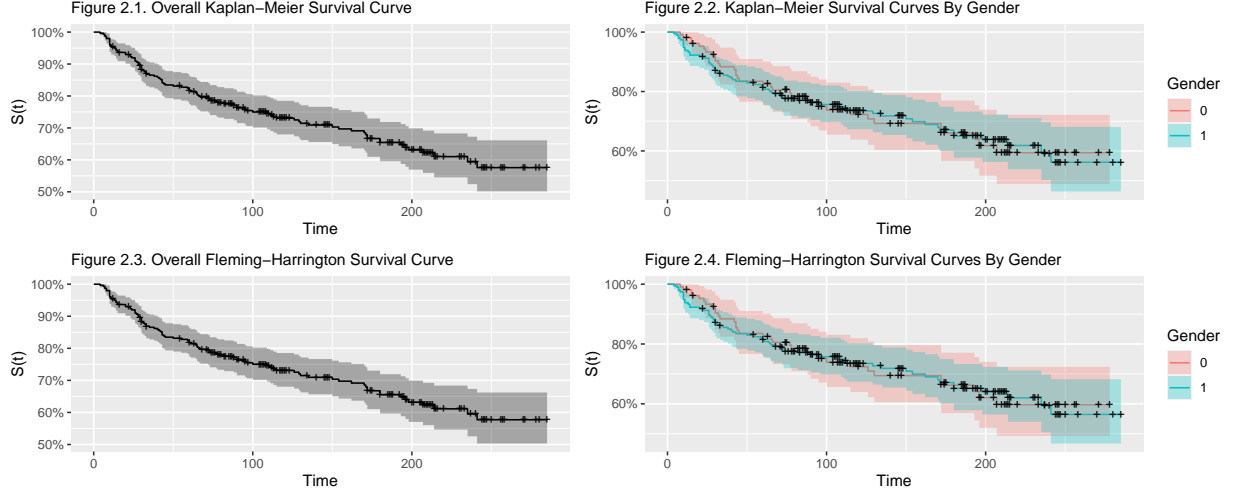 Figure 2.1. Overall Kaplan−Meier Survival Curve
100%
90%
80%
70%
60%
50%
S(t)
0
100
200
Time
Figure 2.2. Kaplan−Meier Survival Curves By Gender
100%
80%
60%
S(t)
0
100
200
Time
Gender
0
1
Figure 2.3. Overall Fleming−Harrington Survival Curve
100%
90%
80%
70%
60%
50%
S(t)
0
100
200
Time
Figure 2.4. Fleming−Harrington Survival Curves By Gender
100%
80%
60%
S(t)
0
100
200
Time
Gender
0
1